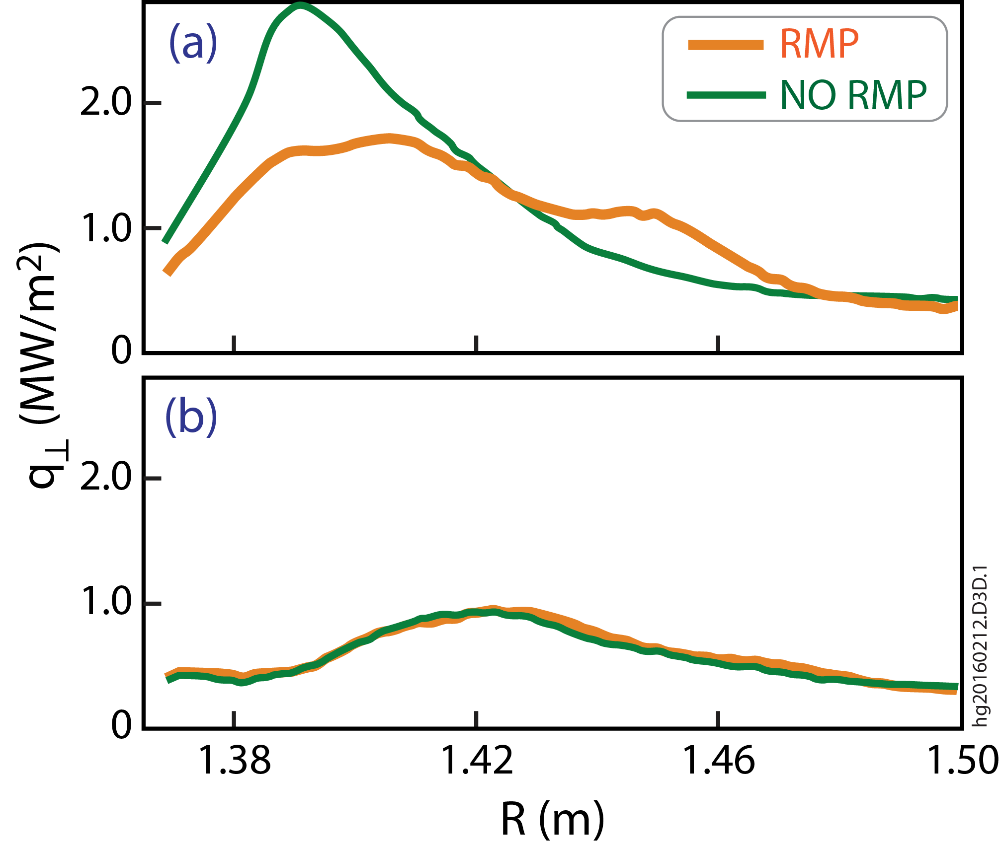 (a)
RMP
NO RMP
2.0
1.0
0
q⊥ (MW/m²)
(b)
2.0
1.0
0
1.38 1.42 1.46 1.50
R (m)
hg20160212.D3D.1